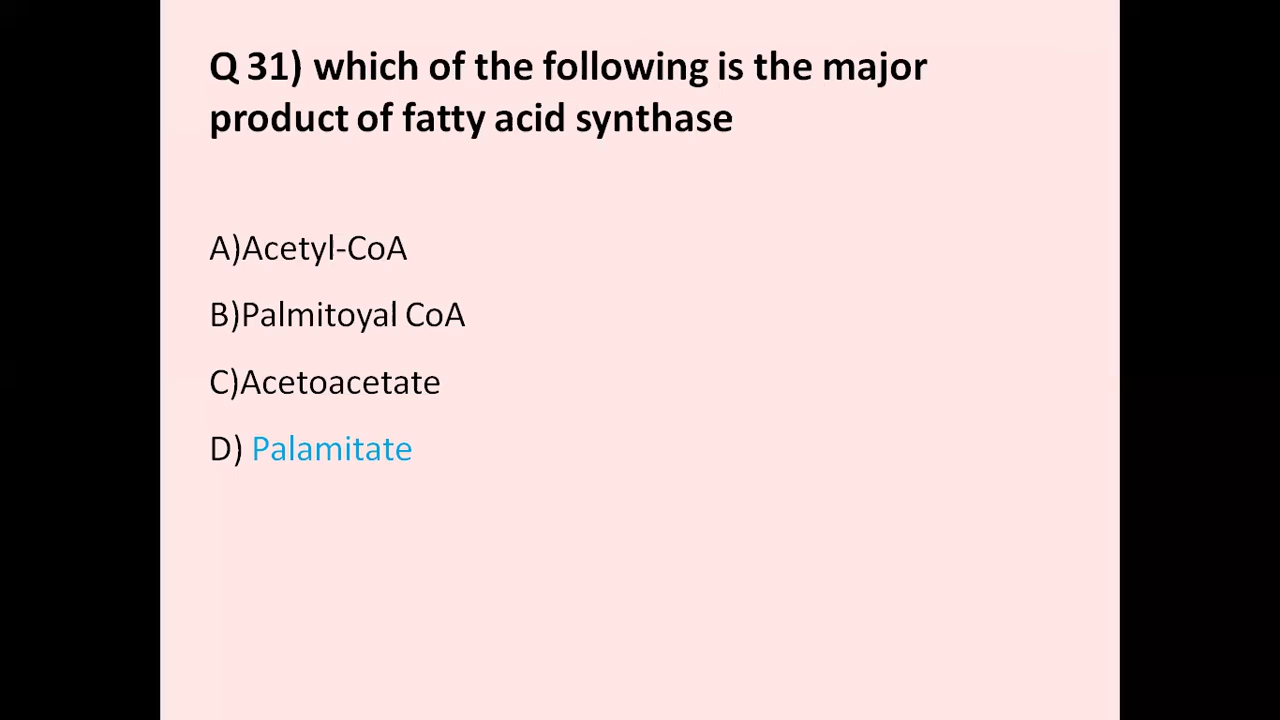 Q 31) which of the following is the major
product of fatty acid synthase
A)Acetyl-CoA
B)Palmitoyal CoA
C)Acetoacetate
D) Palamitate